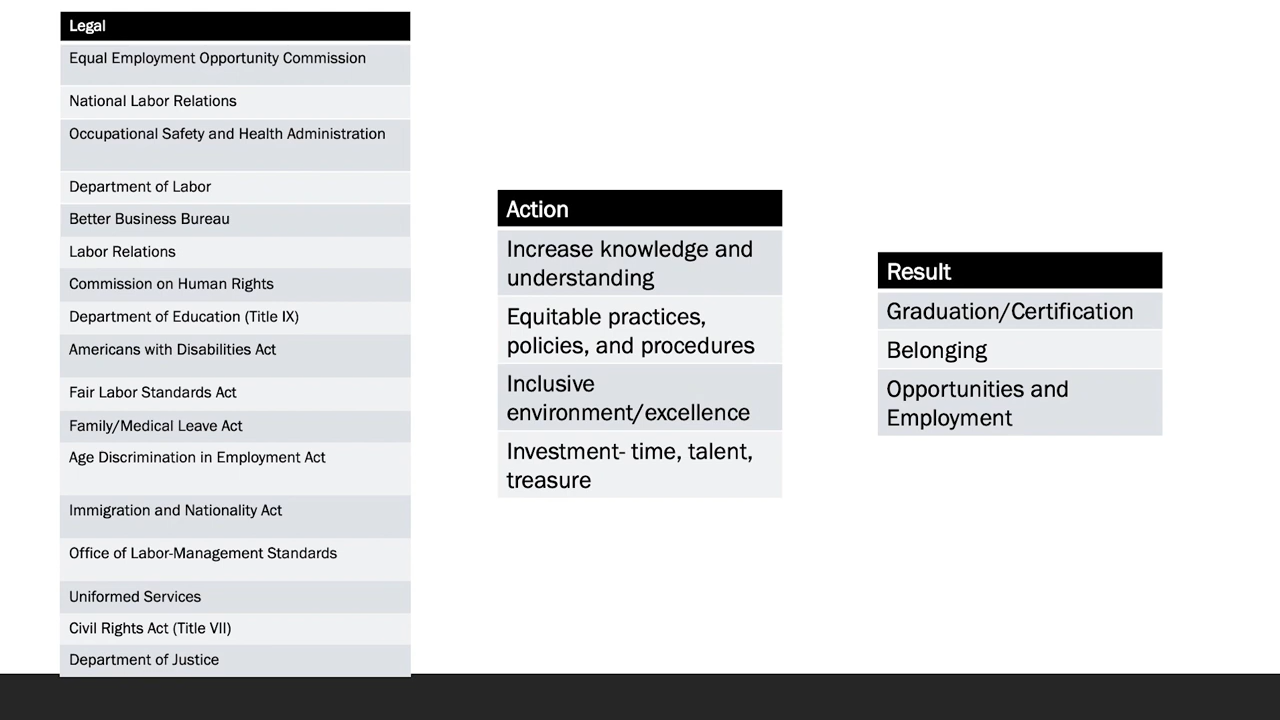 Legal
Equal Employment Opportunity Commission
National Labor Relations
Occupational Safety and Health Administration
Department of Labor
Better Business Bureau
Labor Relations
Commission on Human Rights
Department of Education (Title IX)
Americans with Disabilities Act
Fair Labor Standards Act
Family/Medical Leave Act
Age Discrimination in Employment Act
Immigration and Nationality Act
Office of Labor-Management Standards
Uniformed Services
Civil Rights Act (Title VII)
Department of Justice
Action
Increase knowledge and
understanding
Equitable practices,
policies, and procedures
Inclusive
environment/excellence
Investment- time, talent,
treasure
Result
Graduation/Certification
Belonging
Opportunities and
Employment